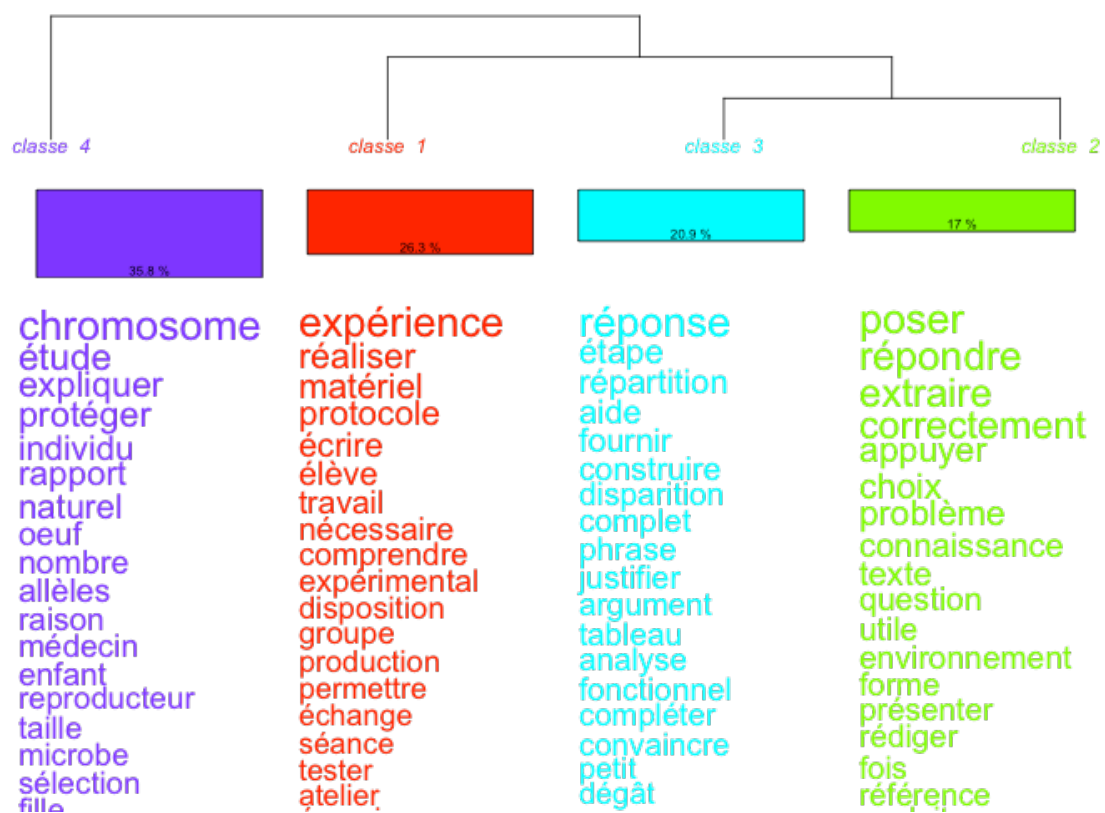 classe 4
classe 1
classe 3
classe 2
35.8 %
26.3 %
20.9 %
17 %
chromosome
étude
expliquer
protéger
individu
rapport
naturel
oeuf
nombre
allèles
raison
médecin
enfant
reproducteur
taille
microbe
sélection
fille
expérience
réaliser
matériel
protocole
écrire
élève
travail
nécessaire
comprendre
expérimental
disposition
groupe
production
permettre
échange
séance
tester
atelier
réponse
étape
répartition
aide
fournir
construire
disparition
complet
phrase
justifier
argument
tableau
analyse
fonctionnel
compléter
convaincre
petit
dégât
poser
répondre
extraire
correctement
appuyer
choix
problème
connaissance
texte
question
utile
environnement
forme
présenter
rédiger
fois
référence